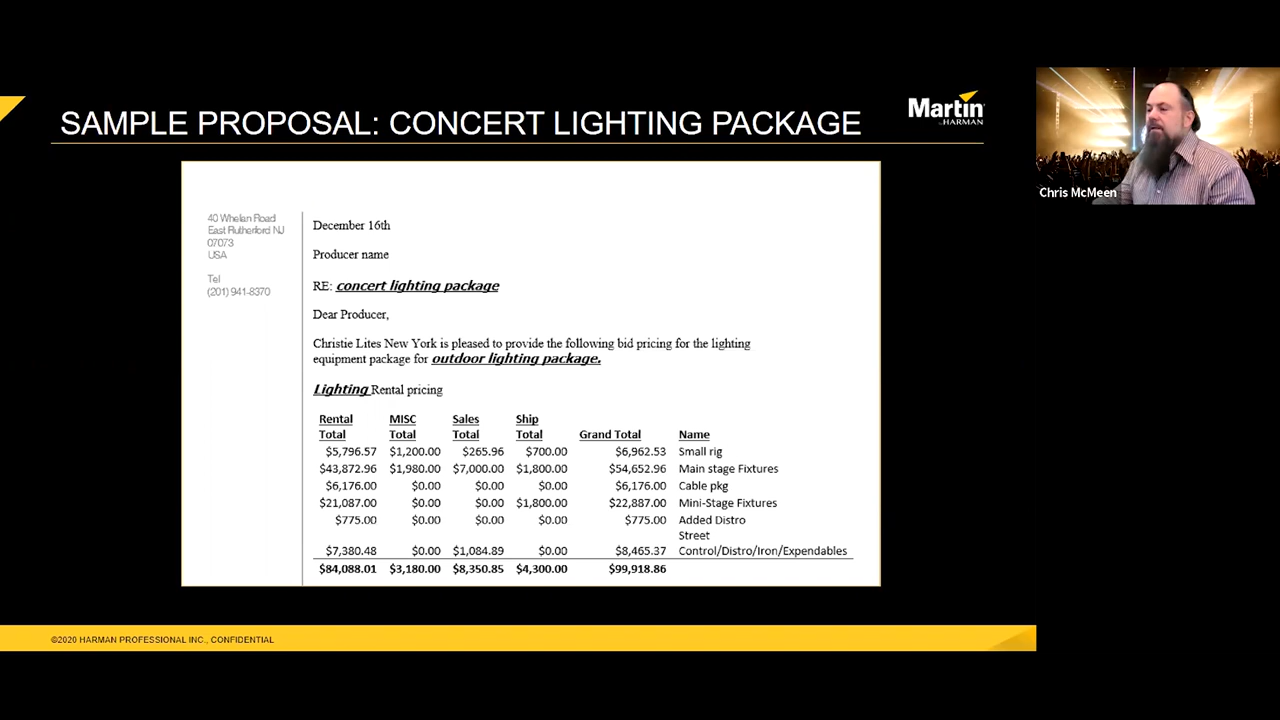 SAMPLE PROPOSAL: CONCERT LIGHTING PACKAGE
Martin
by HARMAN
Chris McMeen
40 Whelan Road
East Rutherford NJ
07073
USA
Tel
(201) 941-8370
December 16th
Producer name
RE: concert lighting package
Dear Producer,
Christie Lites New York is pleased to provide the following bid pricing for the lighting
equipment package for outdoor lighting package.
Lighting Rental pricing
Rental MISC Sales Ship
Total Total Total Total Grand Total Name
$5,796.57 $1,200.00 $265.96 $700.00 $6,962.53 Small rig
$43,872.96 $1,980.00 $7,000.00 $1,800.00 $54,652.96 Main stage Fixtures
$6,176.00 $0.00 $0.00 $0.00 $6,176.00 Cable pkg
$21,087.00 $0.00 $0.00 $1,800.00 $22,887.00 Mini-Stage Fixtures
$775.00 $0.00 $0.00 $0.00 $775.00 Added Distro
Street
$7,380.48 $0.00 $1,084.89 $0.00 $8,465.37 Control/Distro/Iron/Expendables
$84,088.01 $3,180.00 $8,350.85 $4,300.00 $99,918.86
©2020 HARMAN PROFESSIONAL INC., CONFIDENTIAL